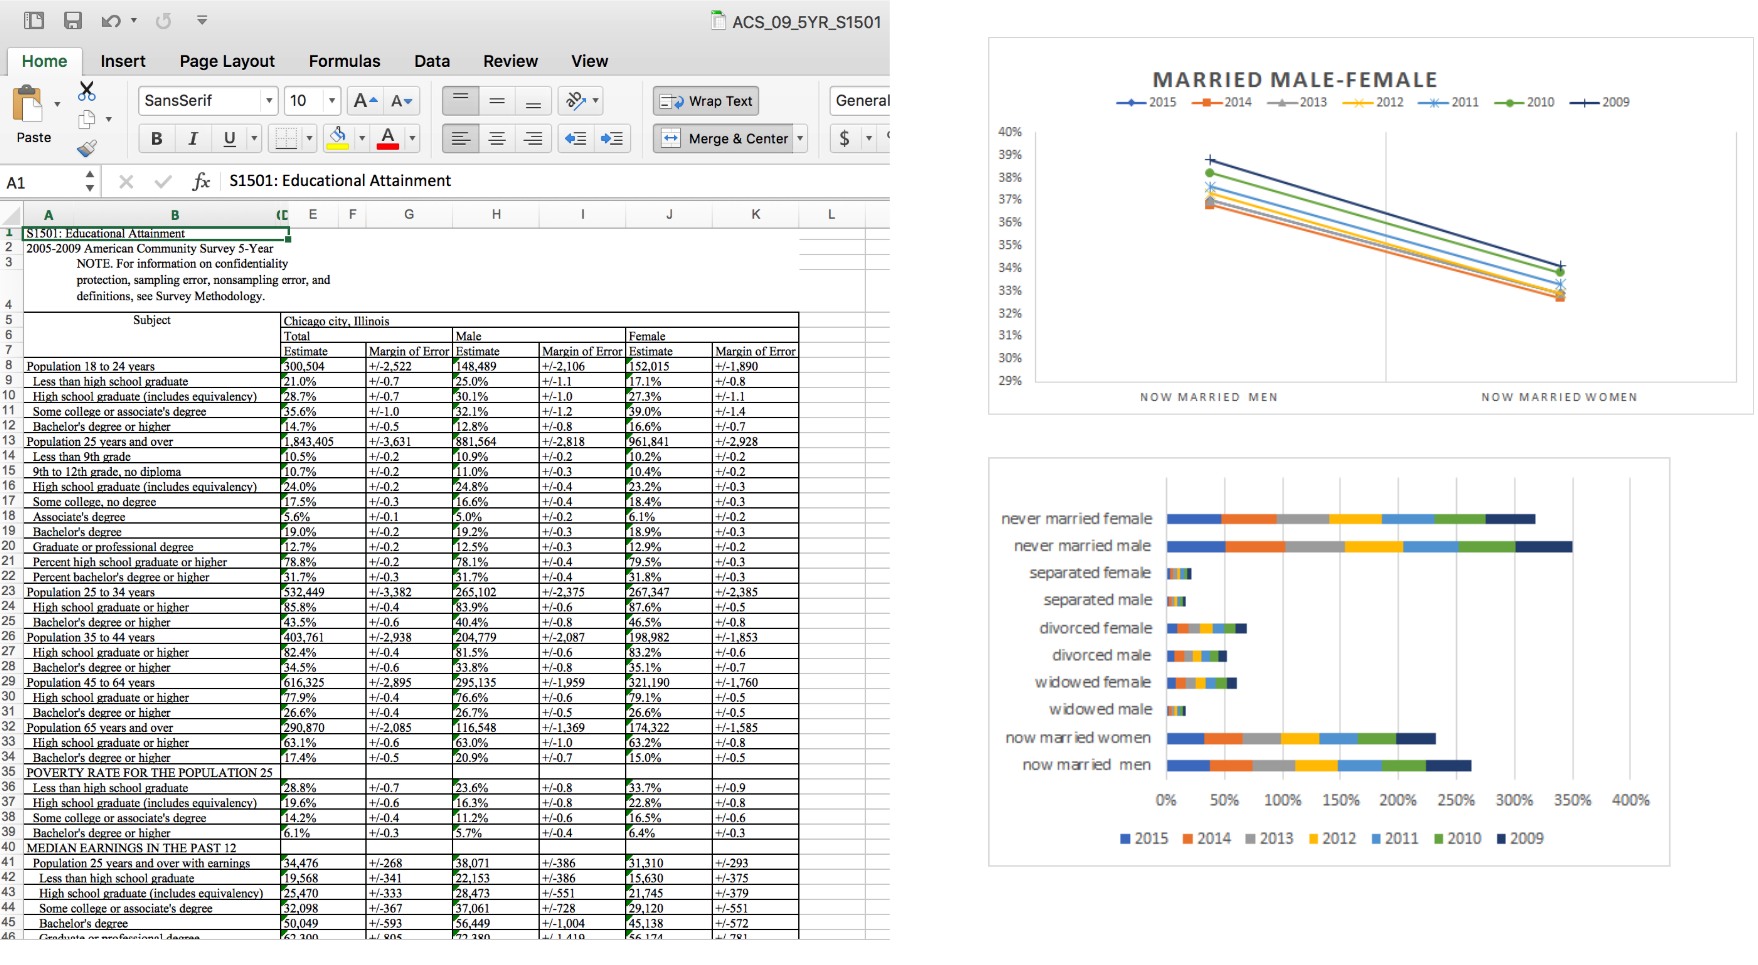 ACS_09_5YR_S1501
Home Insert Page Layout Formulas Data Review View
Paste SansSerif 10 A A Wrap Text General
B I U A Merge & Center $
A1 fx S1501: Educational Attainment
A B E F G H I J K L
1 S1501: Educational Attainment
2 2005-2009 American Community Survey 5-Year
3 NOTE. For information on confidentiality
protection, sampling error, nonsampling error, and
4 definitions, see Survey Methodology.
5 Subject Chicago city, Illinois
6 Total Male Female
7 Estimate Margin of Error Estimate Margin of Error Estimate Margin of Error
8 Population 18 to 24 years 300,504 +/-2,522 148,489 +/-2,106 152,015 +/-1,890
9 Less than high school graduate 21.0% +/-0.7 25.0% +/-1.1 17.1% +/-0.8
10 High school graduate (includes equivalency) 28.7% +/-0.7 30.1% +/-1.0 27.3% +/-1.1
11 Some college or associate's degree 35.6% +/-1.0 32.1% +/-1.2 39.0% +/-1.4
12 Bachelor's degree or higher 14.7% +/-0.5 12.8% +/-0.8 16.6% +/-0.7
13 Population 25 years and over 1,843,405 +/-3,631 881,564 +/-2,818 961,841 +/-2,928
14 Less than 9th grade 10.5% +/-0.2 10.9% +/-0.2 10.2% +/-0.2
15 9th to 12th grade, no diploma 10.7% +/-0.2 11.0% +/-0.3 10.4% +/-0.2
16 High school graduate (includes equivalency) 24.0% +/-0.2 24.8% +/-0.4 23.2% +/-0.3
17 Some college, no degree 17.5% +/-0.3 16.6% +/-0.4 18.4% +/-0.3
18 Associate's degree 5.6% +/-0.1 5.0% +/-0.2 6.1% +/-0.2
19 Bachelor's degree 19.0% +/-0.2 19.2% +/-0.3 18.9% +/-0.3
20 Graduate or professional degree 12.7% +/-0.2 12.5% +/-0.3 12.9% +/-0.2
21 Percent high school graduate or higher 78.8% +/-0.2 78.1% +/-0.4 79.5% +/-0.3
22 Percent bachelor's degree or higher 31.7% +/-0.3 31.7% +/-0.4 31.8% +/-0.3
23 Population 25 to 34 years 532,449 +/-3,382 265,102 +/-2,375 267,347 +/-2,385
24 High school graduate or higher 85.8% +/-0.4 83.9% +/-0.6 87.6% +/-0.5
25 Bachelor's degree or higher 43.5% +/-0.6 40.4% +/-0.8 46.5% +/-0.8
26 Population 35 to 44 years 403,761 +/-2,938 204,779 +/-2,087 198,982 +/-1,853
27 High school graduate or higher 82.4% +/-0.4 81.5% +/-0.6 83.2% +/-0.6
28 Bachelor's degree or higher 34.5% +/-0.6 33.8% +/-0.8 35.1% +/-0.7
29 Population 45 to 64 years 616,325 +/-2,895 295,135 +/-1,959 321,190 +/-1,760
30 High school graduate or higher 77.9% +/-0.4 76.6% +/-0.6 79.1% +/-0.5
31 Bachelor's degree or higher 26.6% +/-0.4 26.7% +/-0.5 26.6% +/-0.5
32 Population 65 years and over 290,870 +/-2,085 116,548 +/-1,369 174,322 +/-1,585
33 High school graduate or higher 63.1% +/-0.6 63.0% +/-1.0 63.2% +/-0.8
34 Bachelor's degree or higher 17.4% +/-0.5 20.9% +/-0.7 15.0% +/-0.5
35 POVERTY RATE FOR THE POPULATION 25
36 Less than high school graduate 28.8% +/-0.7 23.6% +/-0.8 33.7% +/-0.9
37 High school graduate (includes equivalency) 19.6% +/-0.6 16.3% +/-0.8 22.8% +/-0.8
38 Some college or associate's degree 14.2% +/-0.4 11.2% +/-0.6 16.5% +/-0.6
39 Bachelor's degree or higher 6.1% +/-0.3 5.7% +/-0.4 6.4% +/-0.3
40 MEDIAN EARNINGS IN THE PAST 12
41 Population 25 years and over with earnings 34,476 +/-268 38,071 +/-386 31,310 +/-293
42 Less than high school graduate 19,568 +/-341 22,153 +/-386 15,630 +/-375
43 High school graduate (includes equivalency) 25,470 +/-333 28,473 +/-551 21,745 +/-379
44 Some college or associate's degree 32,098 +/-367 37,061 +/-728 29,120 +/-551
45 Bachelor's degree 50,049 +/-593 56,449 +/-1,004 45,138 +/-572
46 Graduate or professional degree 62,300 +/-805 72,380 +/-1,419 56,174 +/-781
MARRIED MALE-FEMALE
2015 2014 2013 2012 2011 2010 2009
40%
39%
38%
37%
36%
35%
34%
33%
32%
31%
30%
29%
NOW MARRIED MEN NOW MARRIED WOMEN
never married female
never married male
separated female
separated male
divorced female
divorced male
widowed female
widowed male
now married women
now married men
0% 50% 100% 150% 200% 250% 300% 350% 400%
2015 2014 2013 2012 2011 2010 2009